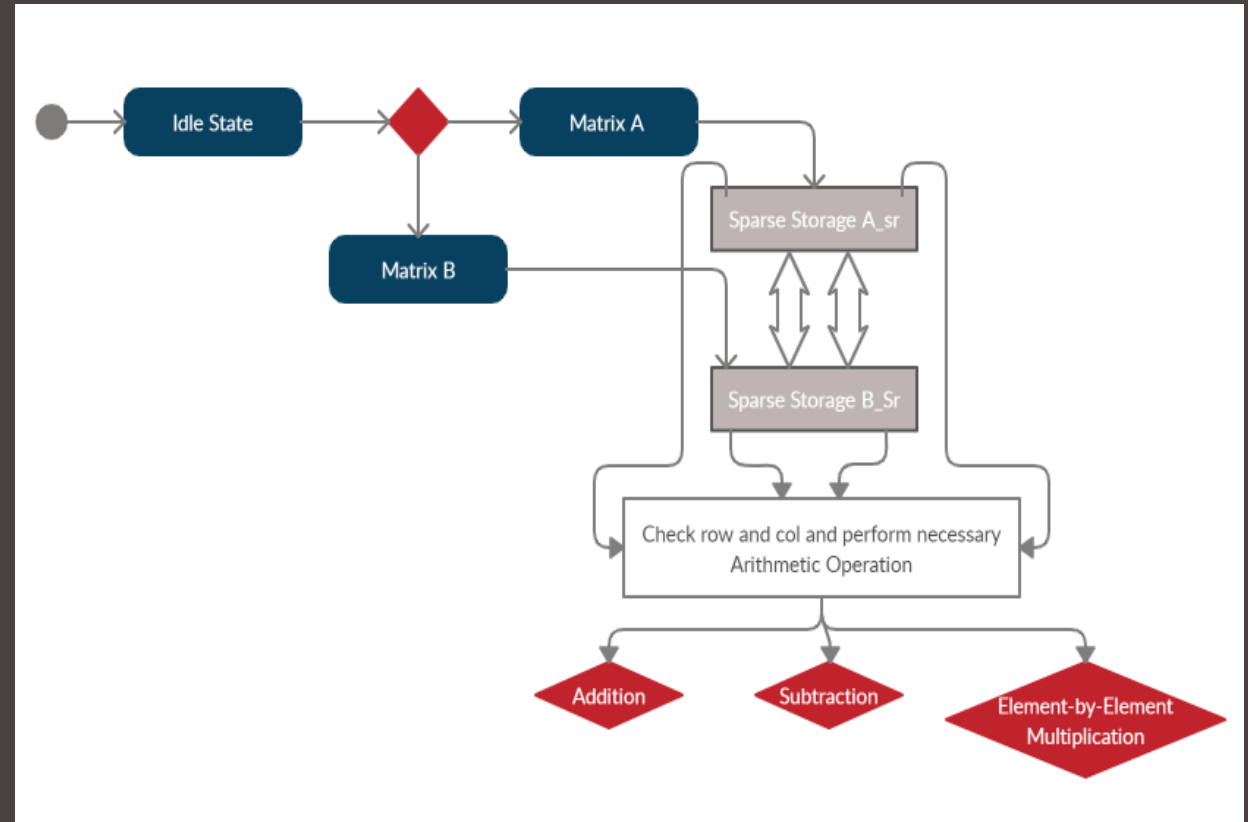 Idle State
Matrix A
Sparse Storage A_sr
Matrix B
Sparse Storage B_Sr
Check row and col and perform necessary
Arithmetic Operation
Addition
Subtraction
Element-by-Element
Multiplication